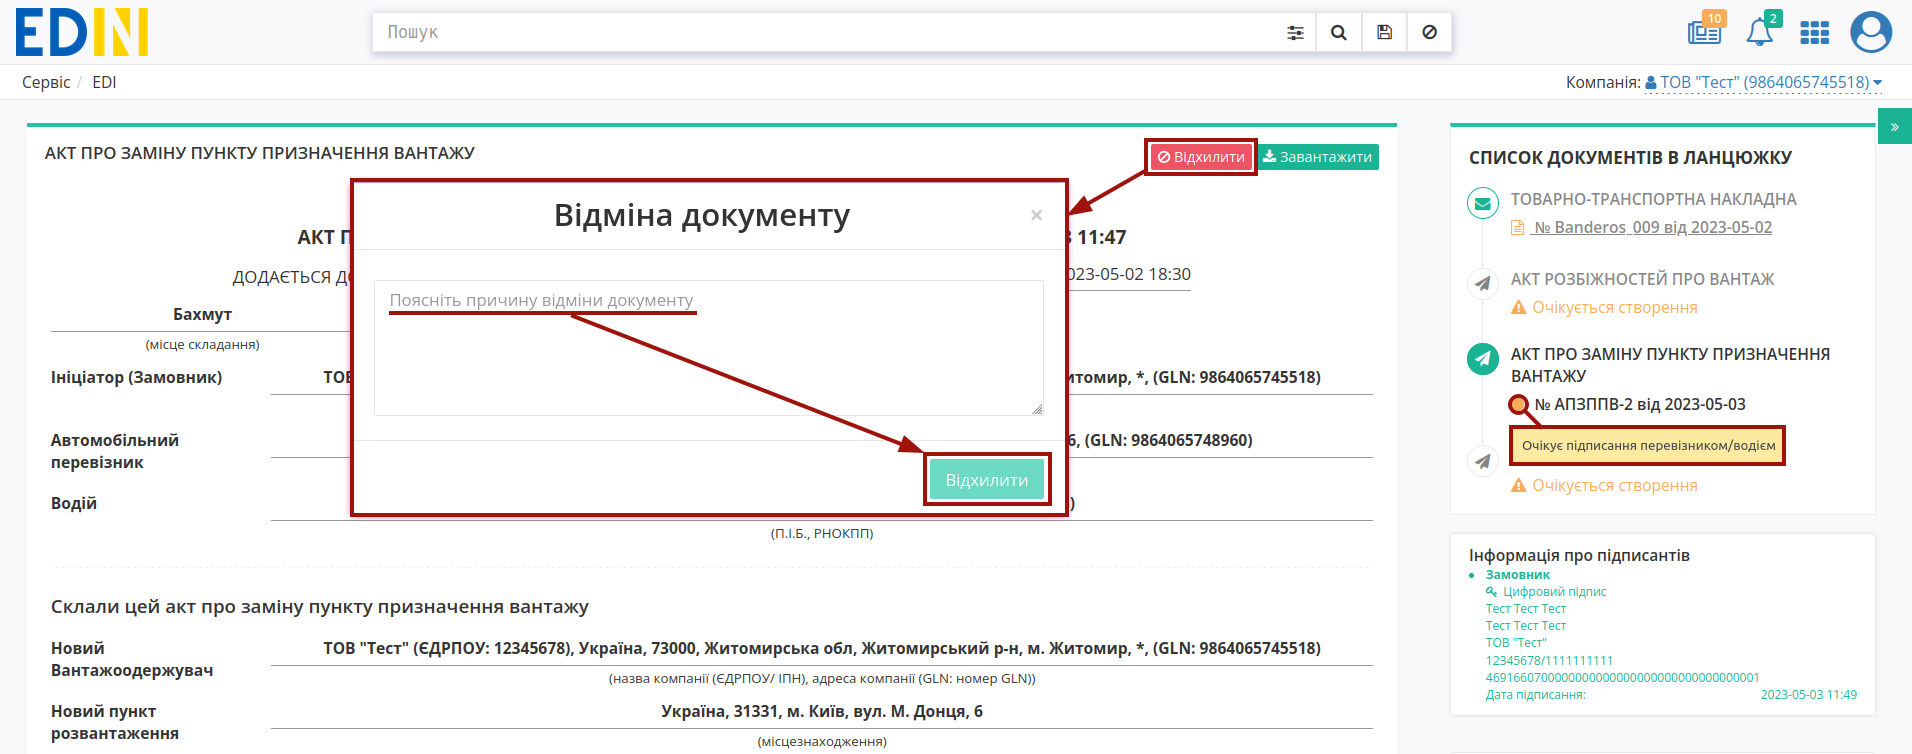 EDIN
Пошук
10
2
Сервіс / EDI
Компанія: ТОВ "Тест" (9864065745518)
АКТ ПРО ЗАМІНУ ПУНКТУ ПРИЗНАЧЕННЯ ВАНТАЖУ
Відхилити
Завантажити
АКТ П
11:47
ДОДАЄТЬСЯ Д
023-05-02 18:30
Бахмут
(місце складання)
Ініціатор (Замовник)
ТОВ
итомир, *, (GLN: 9864065745518)
Автомобільний
перевізник
6, (GLN: 9864065748960)
Водій
)
(П.І.Б., РНОКПП)
Відміна документу
×
Поясніть причину відміни документу
Відхилити
Склали цей акт про заміну пункту призначення вантажу
Новий
Вантажоодержувач
ТОВ "Тест" (ЄДРПОУ: 12345678), Україна, 73000, Житомирська обл, Житомирський р-н, м. Житомир, *, (GLN: 9864065745518)
(назва компанії (ЄДРПОУ/ ІПН), адреса компанії (GLN: номер GLN))
Новий пункт
розвантаження
Україна, 31331, м. Київ, вул. М. Донця, 6
(місцезнаходження)
»
СПИСОК ДОКУМЕНТІВ В ЛАНЦЮЖКУ
ТОВАРНО-ТРАНСПОРТНА НАКЛАДНА
№ Banderos_009 від 2023-05-02
АКТ РОЗБІЖНОСТЕЙ ПРО ВАНТАЖ
Очікується створення
АКТ ПРО ЗАМІНУ ПУНКТУ ПРИЗНАЧЕННЯ
ВАНТАЖУ
№ АПЗППВ-2 від 2023-05-03
Очікує підписання перевізником/водієм
Очікується створення
Інформація про підписантів
Замовник
Цифровий підпис
Тест Тест Тест
Тест Тест Тест
ТОВ "Тест"
12345678/1111111111
Дата підписання: 2023-05-03 11:49